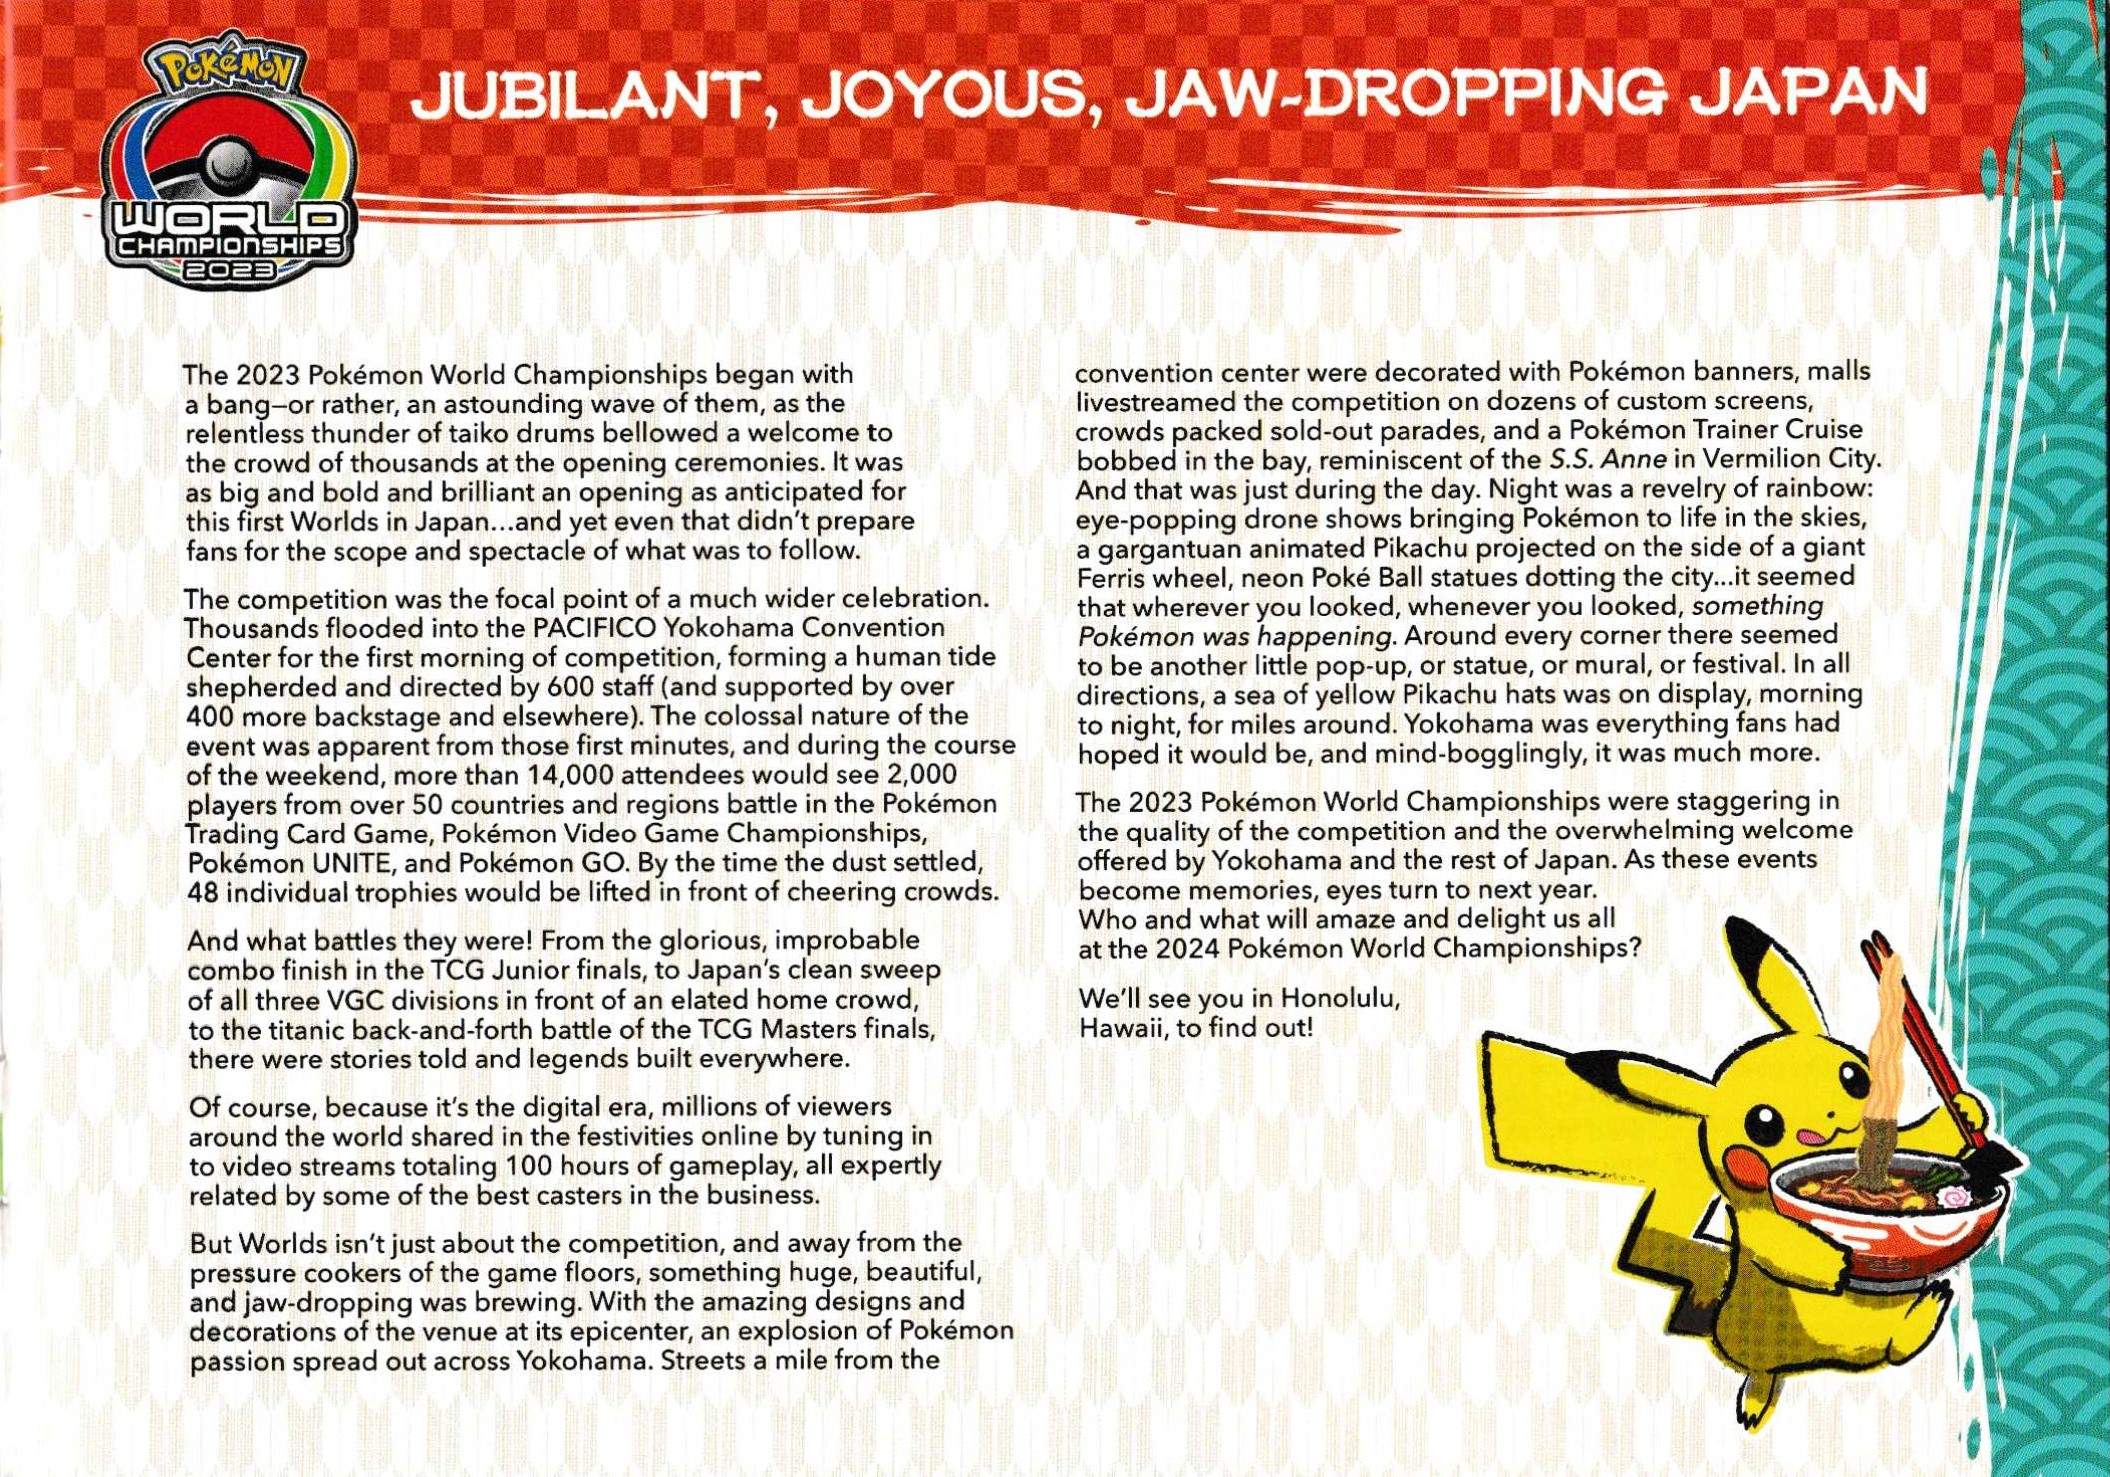 POKéMON
WORLD
CHAMPIONSHIPS
2023
JUBILANT, JOYOUS, JAW-DROPPING JAPAN
The 2023 Pokémon World Championships began with
a bang—or rather, an astounding wave of them, as the
relentless thunder of taiko drums bellowed a welcome to
the crowd of thousands at the opening ceremonies. It was
as big and bold and brilliant an opening as anticipated for
this first Worlds in Japan...and yet even that didn't prepare
fans for the scope and spectacle of what was to follow.
The competition was the focal point of a much wider celebration.
Thousands flooded into the PACIFICO Yokohama Convention
Center for the first morning of competition, forming a human tide
shepherded and directed by 600 staff (and supported by over
400 more backstage and elsewhere). The colossal nature of the
event was apparent from those first minutes, and during the course
of the weekend, more than 14,000 attendees would see 2,000
players from over 50 countries and regions battle in the Pokémon
Trading Card Game, Pokémon Video Game Championships,
Pokémon UNITE, and Pokémon GO. By the time the dust settled,
48 individual trophies would be lifted in front of cheering crowds.
And what battles they were! From the glorious, improbable
combo finish in the TCG Junior finals, to Japan's clean sweep
of all three VGC divisions in front of an elated home crowd,
to the titanic back-and-forth battle of the TCG Masters finals,
there were stories told and legends built everywhere.
Of course, because it's the digital era, millions of viewers
around the world shared in the festivities online by tuning in
to video streams totaling 100 hours of gameplay, all expertly
related by some of the best casters in the business.
But Worlds isn't just about the competition, and away from the
pressure cookers of the game floors, something huge, beautiful,
and jaw-dropping was brewing. With the amazing designs and
decorations of the venue at its epicenter, an explosion of Pokémon
passion spread out across Yokohama. Streets a mile from the
convention center were decorated with Pokémon banners, malls
livestreamed the competition on dozens of custom screens,
crowds packed sold-out parades, and a Pokémon Trainer Cruise
bobbed in the bay, reminiscent of the S.S. Anne in Vermilion City.
And that was just during the day. Night was a revelry of rainbow:
eye-popping drone shows bringing Pokémon to life in the skies,
a gargantuan animated Pikachu projected on the side of a giant
Ferris wheel, neon Poké Ball statues dotting the city...it seemed
that wherever you looked, whenever you looked, something
Pokémon was happening. Around every corner there seemed
to be another little pop-up, or statue, or mural, or festival. In all
directions, a sea of yellow Pikachu hats was on display, morning
to night, for miles around. Yokohama was everything fans had
hoped it would be, and mind-bogglingly, it was much more.
The 2023 Pokémon World Championships were staggering in
the quality of the competition and the overwhelming welcome
offered by Yokohama and the rest of Japan. As these events
become memories, eyes turn to next year.
Who and what will amaze and delight us all
at the 2024 Pokémon World Championships?
We'll see you in Honolulu,
Hawaii, to find out!